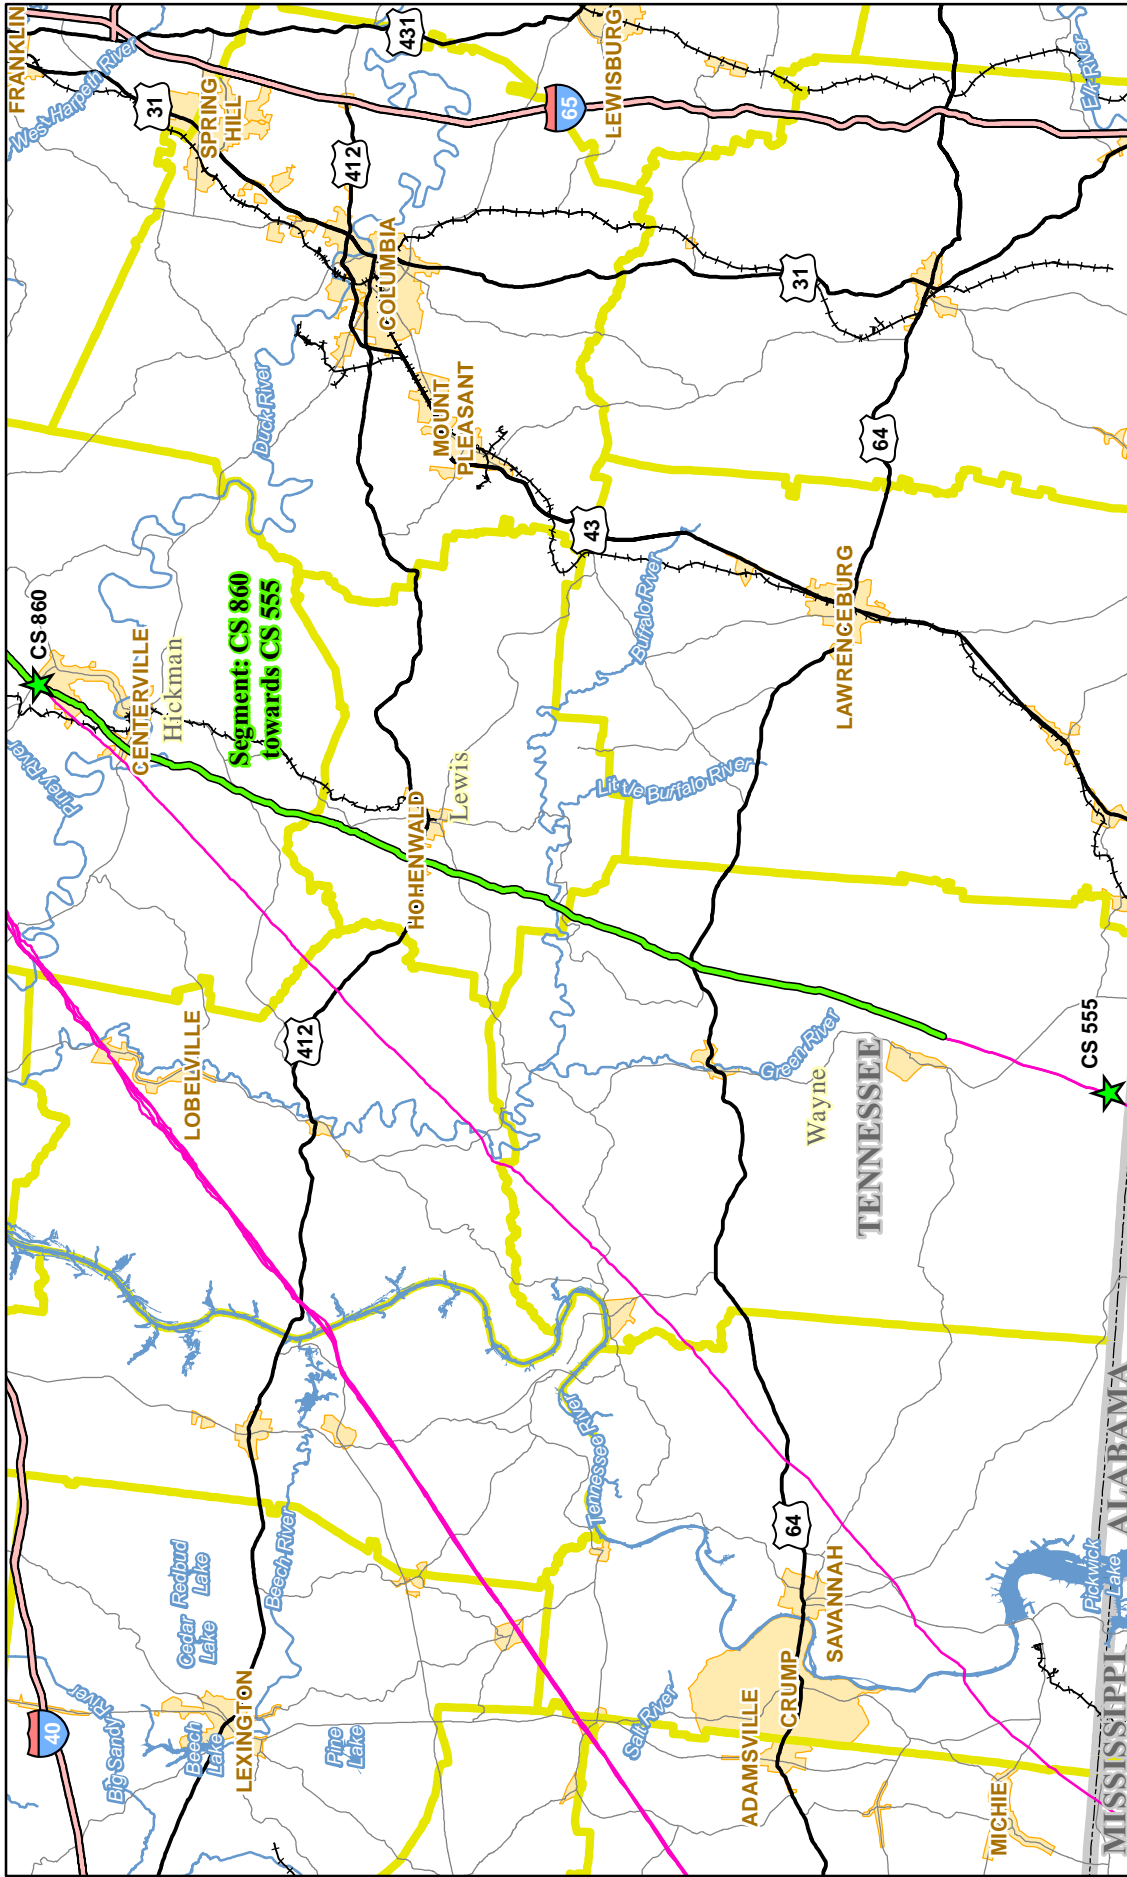 FRANKLIN
West Harpeth River
31
SPRING
HILL
431
65
LEWISBURG
Elk River
412
COLUMBIA
Duck River
MOUNT
PLEASANT
31
64
43
Buffalo River
LAWRENCEBURG
CS 860
CENTERVILLE
Hickman
Segment: CS 860
towards CS 555
Piney River
HOHENWALD
Lewis
Little Buffalo River
LOBELVILLE
412
Green River
Wayne
TENNESSEE
CS 555
Tennessee River
Beech River
Redbud
Lake
Cedar
Lake
40
Big Sandy River
Beech
Lake
LEXINGTON
Pine
Lake
Salt River
64
SAVANNAH
CRUMP
ADAMSVILLE
MICHIE
Pickwick
Lake
MISSISSIPPI
ALABAMA